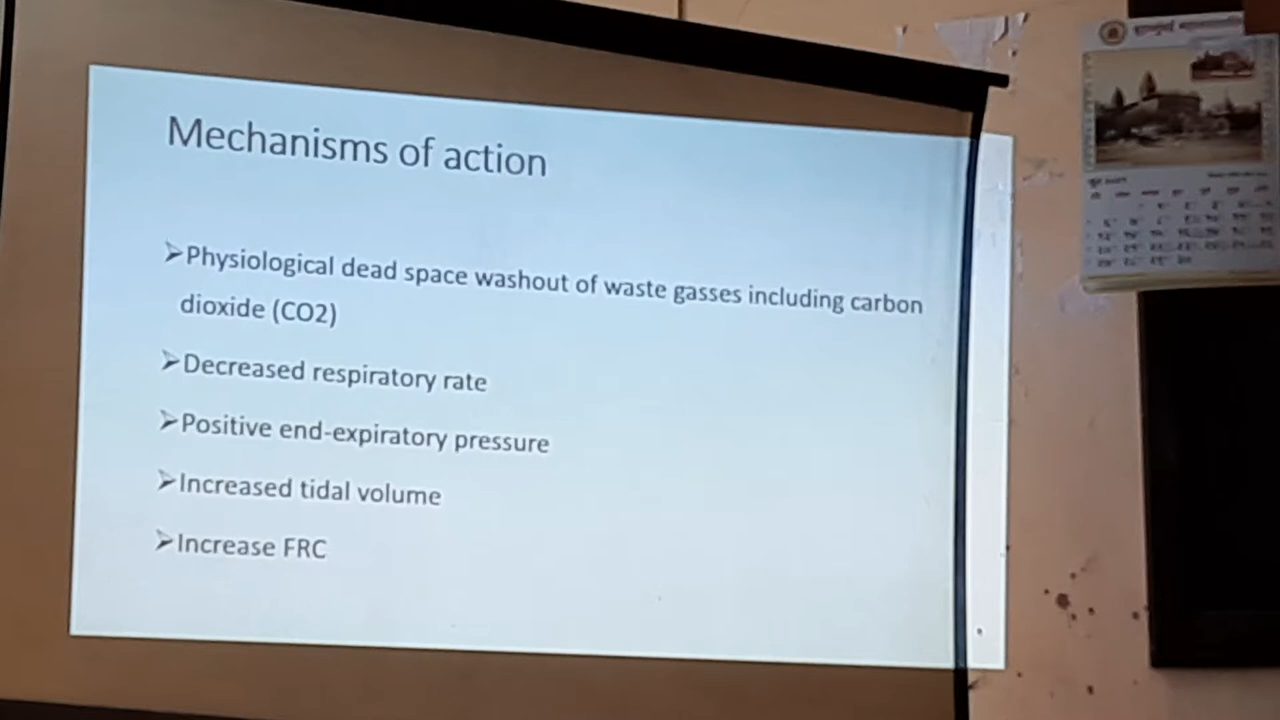 Mechanisms of action
➢Physiological dead space washout of waste gasses including carbon
dioxide (CO2)
➢Decreased respiratory rate
➢Positive end-expiratory pressure
➢Increased tidal volume
➢Increase FRC